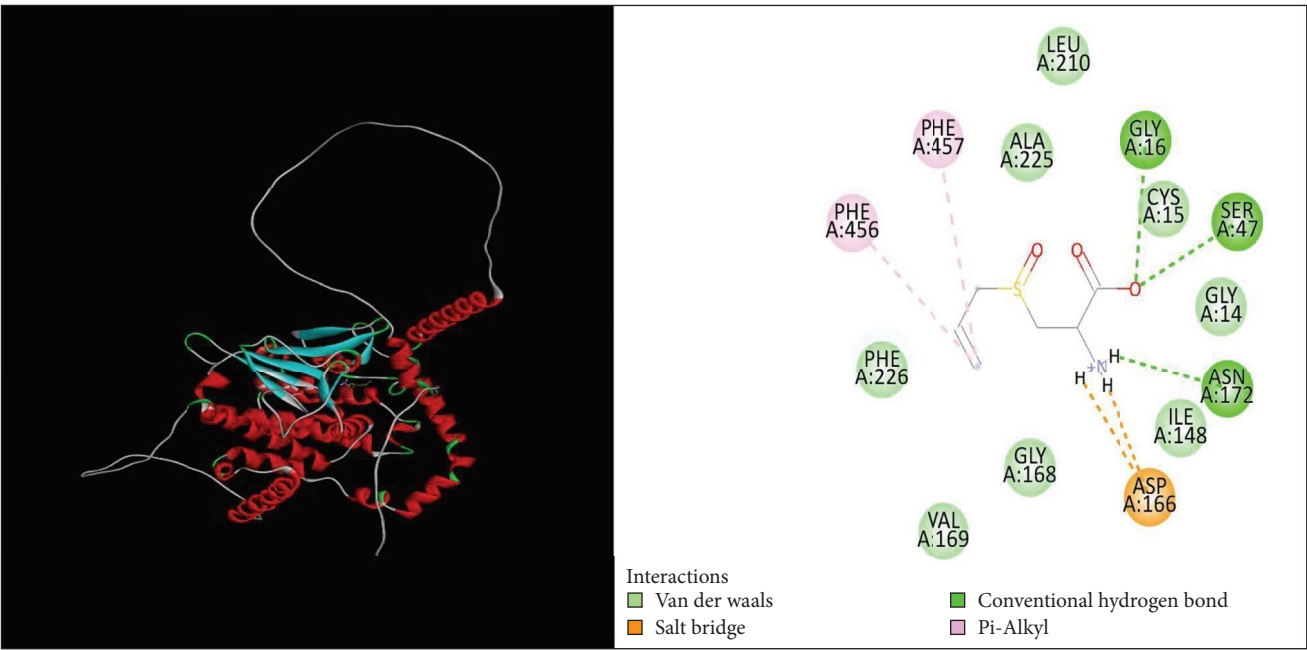 LEU
A:210
PHE
A:457
ALA
A:225
GLY
A:16
CYS
A:15
PHE
A:456
SER
A:47
O
O
S
O
GLY
A:14
PHE
A:226
H
+N
H
H
ASN
A:172
ILE
A:148
GLY
A:168
ASP
A:166
VAL
A:169
Interactions
Van der waals
Conventional hydrogen bond
Salt bridge
Pi-Alkyl